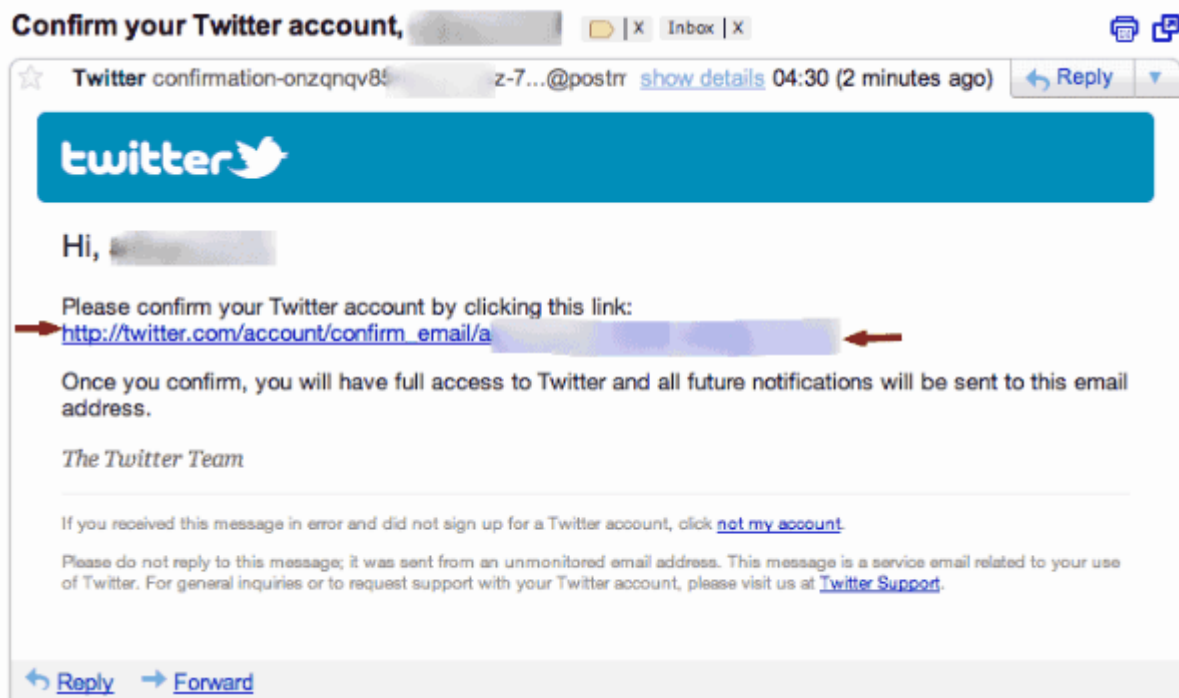 Confirm your Twitter account,
X Inbox X
Twitter confirmation-onzqnqv85 z-7...@postm show details 04:30 (2 minutes ago) Reply
twitter
Hi,
Please confirm your Twitter account by clicking this link:
http://twitter.com/account/confirm_email/a
Once you confirm, you will have full access to Twitter and all future notifications will be sent to this email
address.
The Twitter Team
If you received this message in error and did not sign up for a Twitter account, click not my account.
Please do not reply to this message; it was sent from an unmonitored email address. This message is a service email related to your use
of Twitter. For general inquiries or to request support with your Twitter account, please visit us at Twitter Support.
Reply Forward